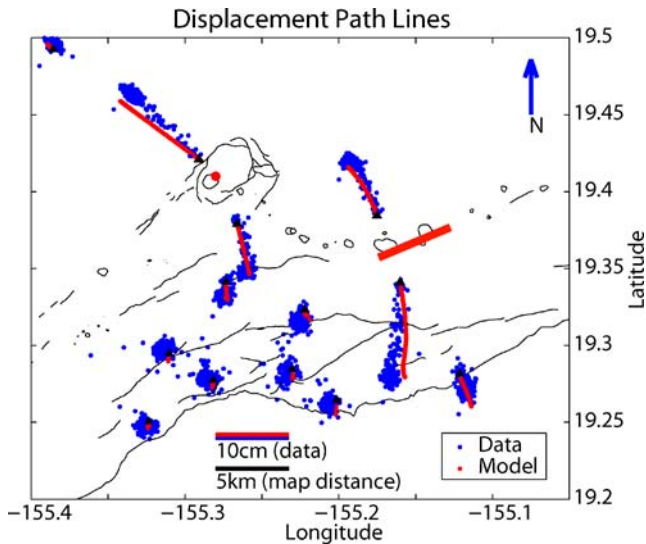 Displacement Path Lines
19.5
19.45
19.4
19.35
19.3
19.25
19.2
Latitude
N
10cm (data)
5km (map distance)
Data
Model
−155.4
−155.3
−155.2
−155.1
Longitude